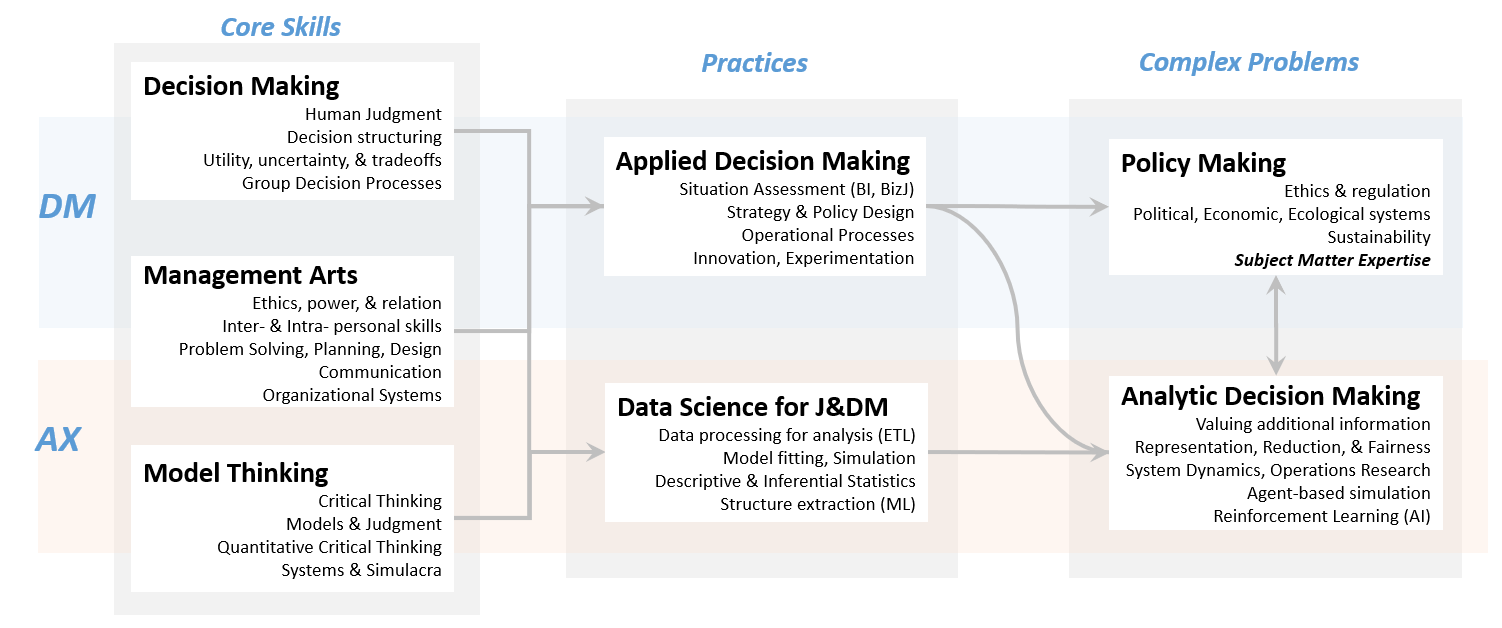 Core Skills
Decision Making
Human Judgment
Decision structuring
Utility, uncertainty, & tradeoffs
Group Decision Processes
Management Arts
Ethics, power, & relation
Inter- & Intra- personal skills
Problem Solving, Planning, Design
Communication
Organizational Systems
Model Thinking
Critical Thinking
Models & Judgment
Quantitative Critical Thinking
Systems & Simulacra
DM
AX
Practices
Applied Decision Making
Situation Assessment (BI, BizJ)
Strategy & Policy Design
Operational Processes
Innovation, Experimentation
Data Science for J&DM
Data processing for analysis (ETL)
Model fitting, Simulation
Descriptive & Inferential Statistics
Structure extraction (ML)
Complex Problems
Policy Making
Ethics & regulation
Political, Economic, Ecological systems
Sustainability
Subject Matter Expertise
Analytic Decision Making
Valuing additional information
Representation, Reduction, & Fairness
System Dynamics, Operations Research
Agent-based simulation
Reinforcement Learning (AI)